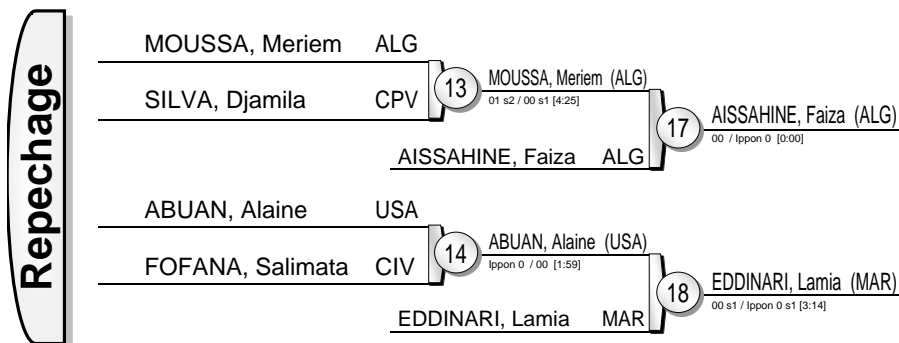 Repechage
MOUSSA, Meriem ALG
SILVA, Djamila CPV
13
MOUSSA, Meriem (ALG)
01 s2 / 00 s1 [4:25]
AISSAHINE, Faiza ALG
17
AISSAHINE, Faiza (ALG)
00 / Ippon 0 [0:00]
ABUAN, Alaine USA
FOFANA, Salimata CIV
14
ABUAN, Alaine (USA)
Ippon 0 / 00 [1:59]
EDDINARI, Lamia MAR
18
EDDINARI, Lamia (MAR)
00 s1 / Ippon 0 s1 [3:14]